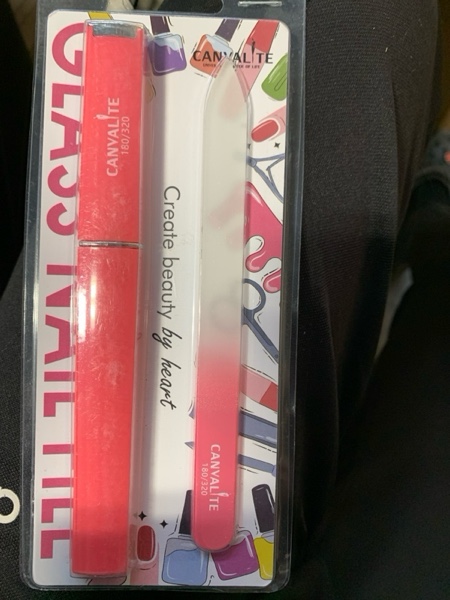 CANVALITE
GLASS NAIL FILE
CANVALITE
180/320
Create beauty by heart
CANVALITE
180/320